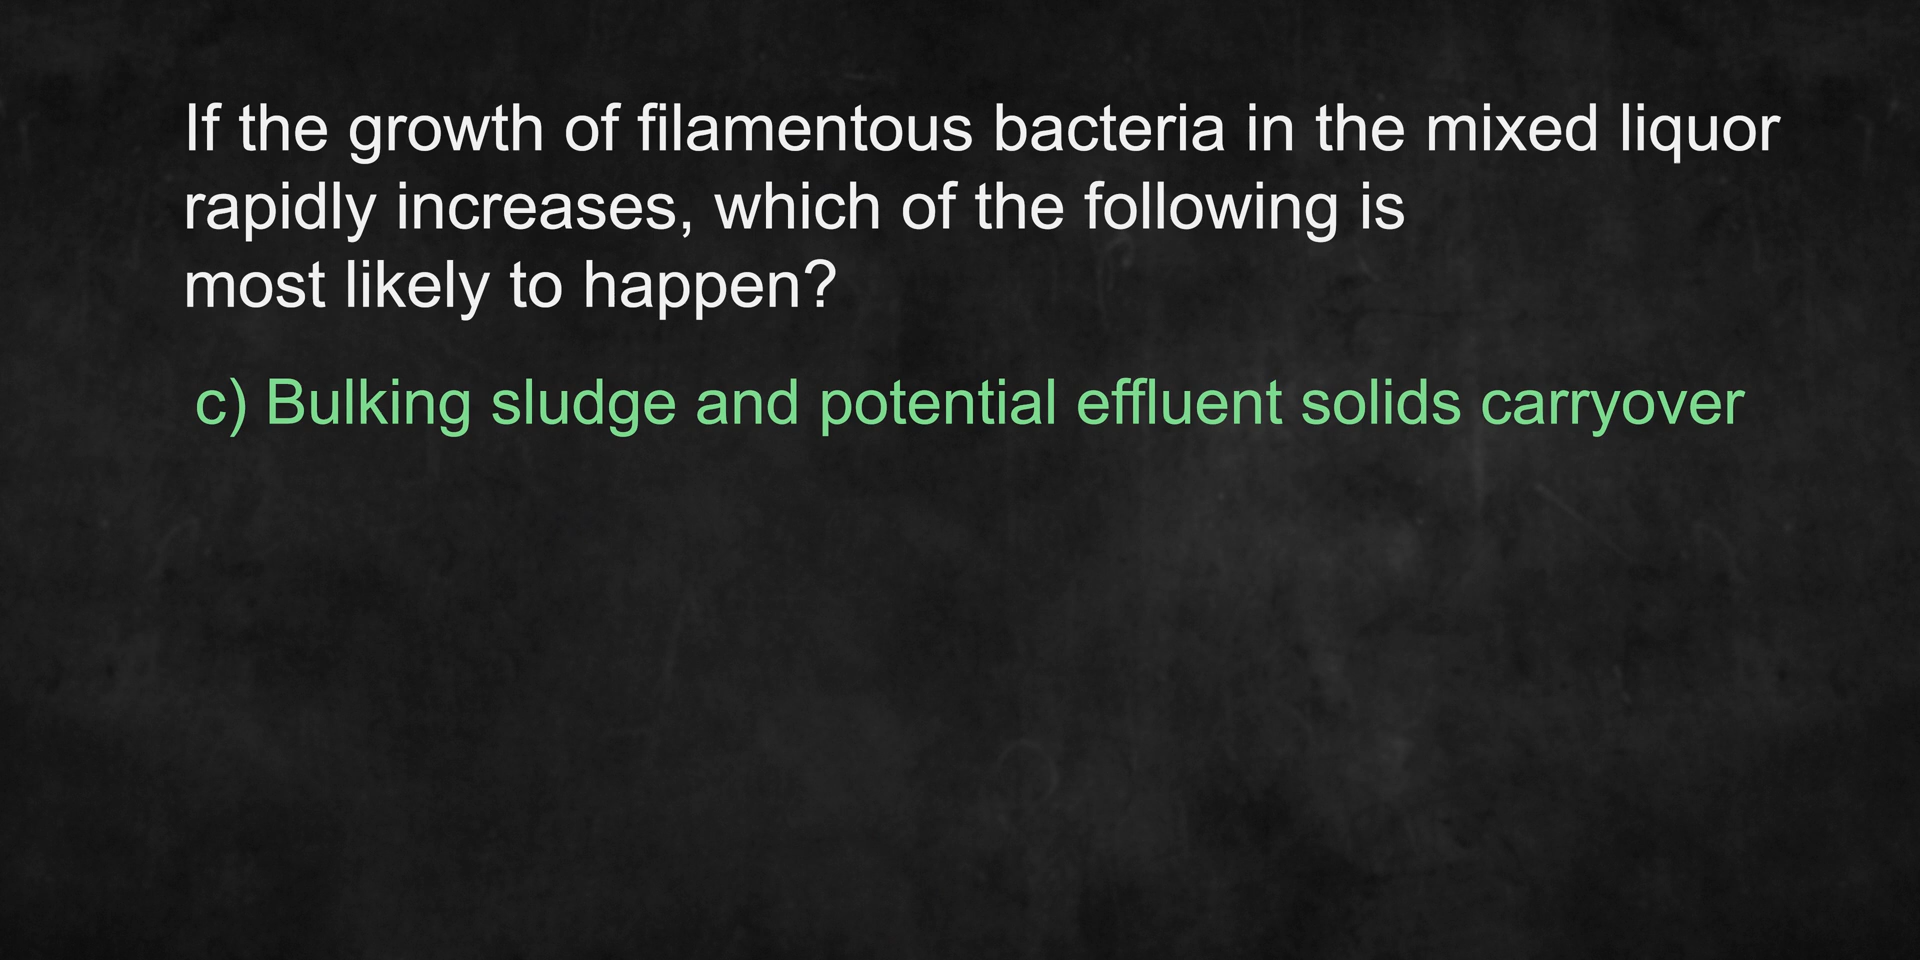 If the growth of filamentous bacteria in the mixed liquor
rapidly increases, which of the following is
most likely to happen?
c) Bulking sludge and potential effluent solids carryover